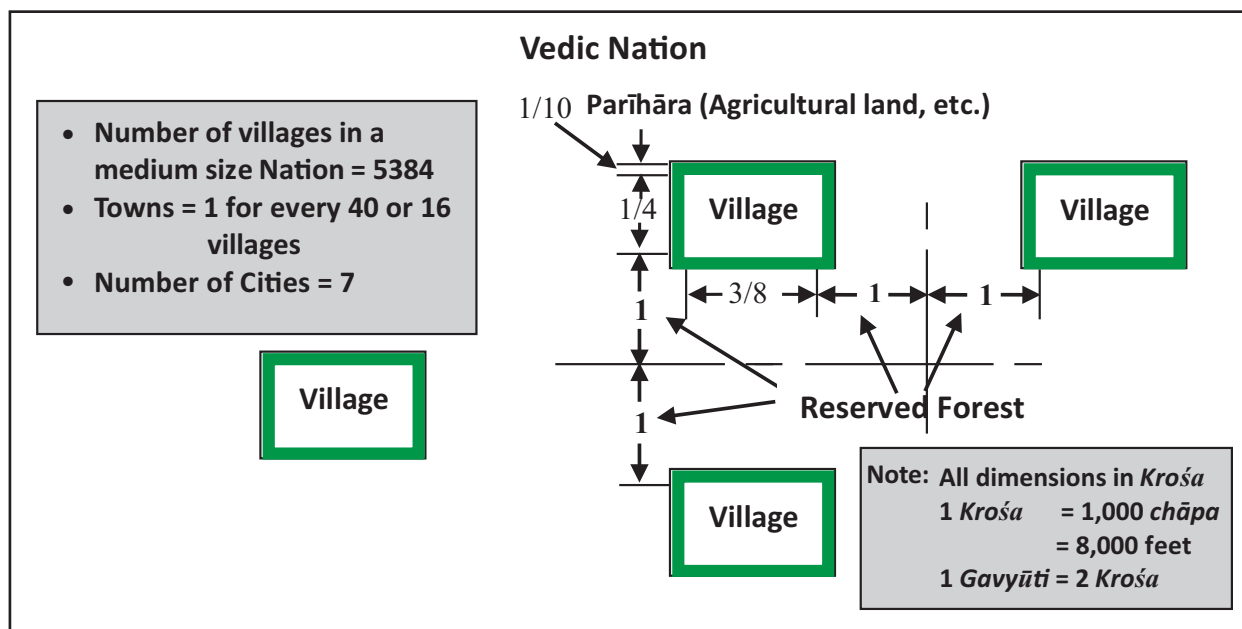 Vedic Nation
• Number of villages in a
medium size Nation = 5384
• Towns = 1 for every 40 or 16
villages
• Number of Cities = 7
1/10 Parīhāra (Agricultural land, etc.)
Village
Village
1/4
3/8
1
1
1
1
Reserved Forest
Village
Village
Note: All dimensions in Krośa
1 Krośa = 1,000 chāpa
= 8,000 feet
1 Gavyūti = 2 Krośa